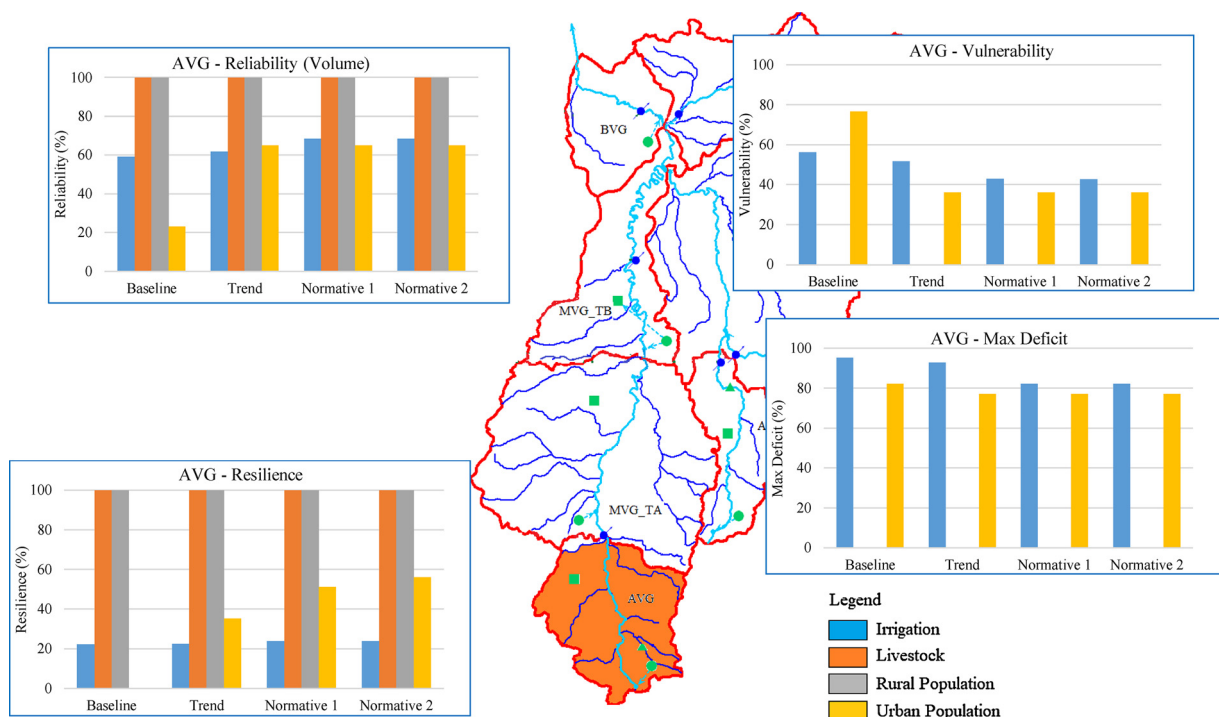 AVG - Reliability (Volume)
Reliability (%)
100
80
60
40
20
0
Baseline Trend Normative 1 Normative 2
AVG - Vulnerability
Vulnerability (%)
100
80
60
40
20
0
Baseline Trend Normative 1 Normative 2
BVG
MVG_TB
A
MVG_TA
AVG
AVG - Max Deficit
Max Deficit (%)
100
80
60
40
20
0
Baseline Trend Normative 1 Normative 2
AVG - Resilience
Resilience (%)
100
80
60
40
20
0
Baseline Trend Normative 1 Normative 2
Legend
Irrigation
Livestock
Rural Population
Urban Population